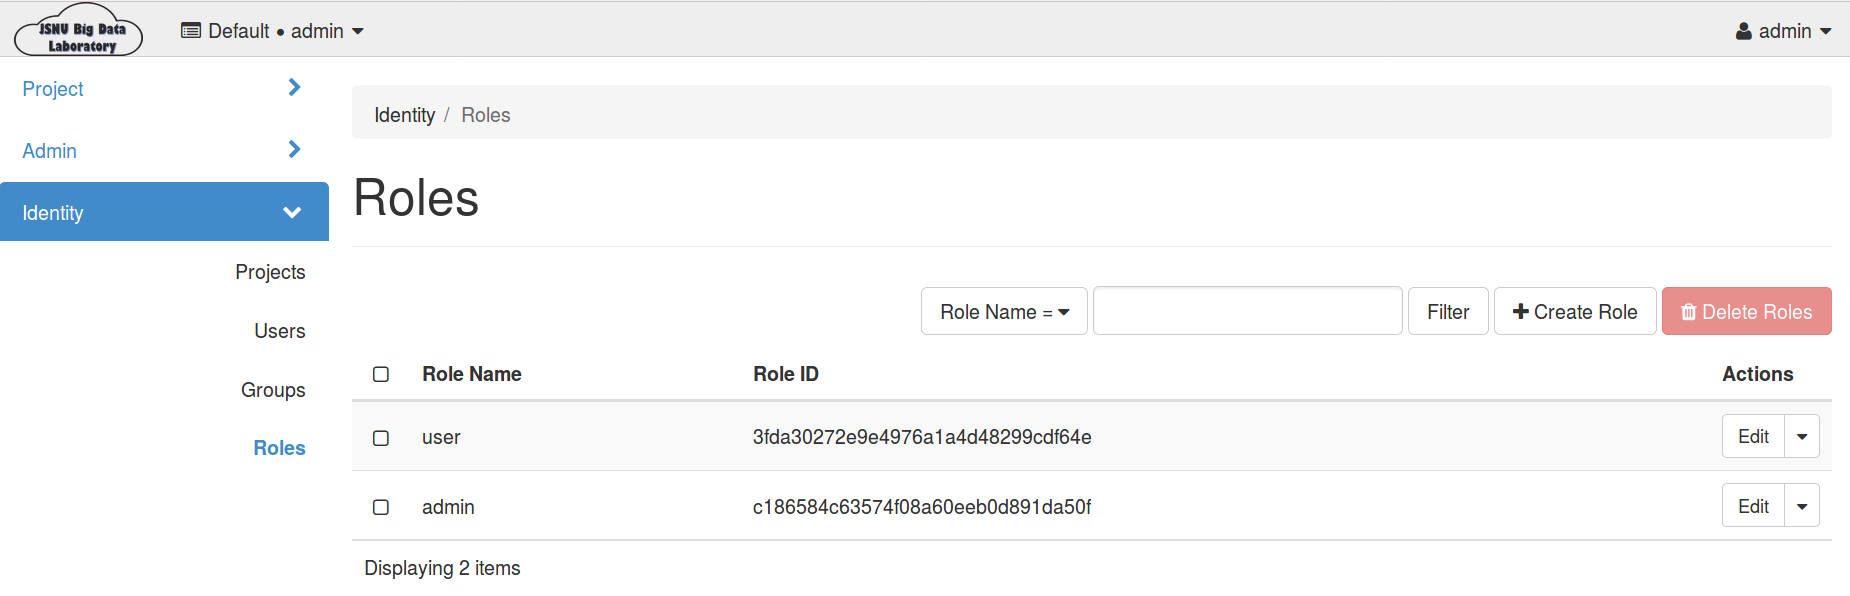 JSNU Big Data
Laboratory
Default • admin
admin
Project
Admin
Identity
Projects
Users
Groups
Roles
Identity / Roles
Roles
Role Name =
Filter
Create Role
Delete Roles
Role Name Role ID Actions
user 3fda30272e9e4976a1a4d48299cdf64e Edit
admin c186584c63574f08a60eeb0d891da50f Edit
Displaying 2 items